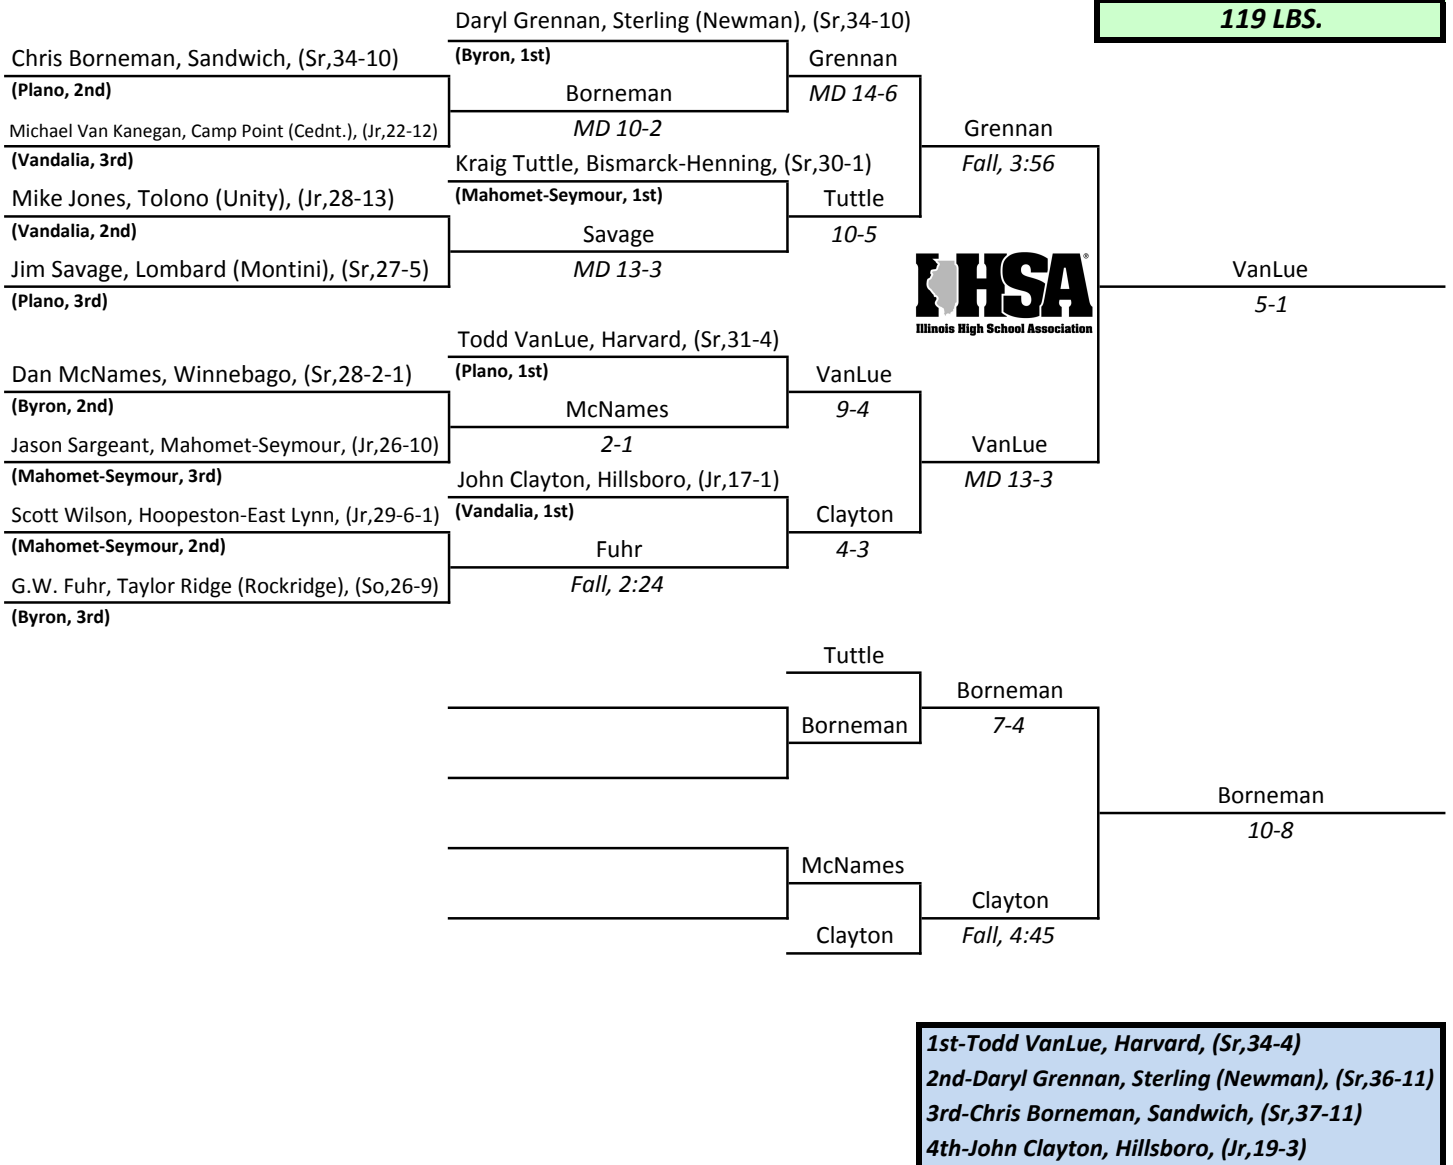 119 LBS.
Daryl Grennan, Sterling (Newman), (Sr,34-10)
(Byron, 1st)
Grennan
MD 14-6
Chris Borneman, Sandwich, (Sr,34-10)
(Plano, 2nd)
Borneman
MD 10-2
Michael Van Kanegan, Camp Point (Cednt.), (Jr,22-12)
(Vandalia, 3rd)
Grennan
Fall, 3:56
Kraig Tuttle, Bismarck-Henning, (Sr,30-1)
(Mahomet-Seymour, 1st)
Tuttle
10-5
Mike Jones, Tolono (Unity), (Jr,28-13)
(Vandalia, 2nd)
Savage
MD 13-3
Jim Savage, Lombard (Montini), (Sr,27-5)
(Plano, 3rd)
IHSA®
Illinois High School Association
VanLue
5-1
Todd VanLue, Harvard, (Sr,31-4)
(Plano, 1st)
VanLue
9-4
Dan McNames, Winnebago, (Sr,28-2-1)
(Byron, 2nd)
McNames
2-1
Jason Sargeant, Mahomet-Seymour, (Jr,26-10)
(Mahomet-Seymour, 3rd)
VanLue
MD 13-3
John Clayton, Hillsboro, (Jr,17-1)
(Vandalia, 1st)
Clayton
4-3
Scott Wilson, Hoopeston-East Lynn, (Jr,29-6-1)
(Mahomet-Seymour, 2nd)
Fuhr
Fall, 2:24
G.W. Fuhr, Taylor Ridge (Rockridge), (So,26-9)
(Byron, 3rd)
Tuttle
Borneman
7-4
Borneman
Borneman
10-8
McNames
Clayton
Fall, 4:45
Clayton
1st-Todd VanLue, Harvard, (Sr,34-4)
2nd-Daryl Grennan, Sterling (Newman), (Sr,36-11)
3rd-Chris Borneman, Sandwich, (Sr,37-11)
4th-John Clayton, Hillsboro, (Jr,19-3)